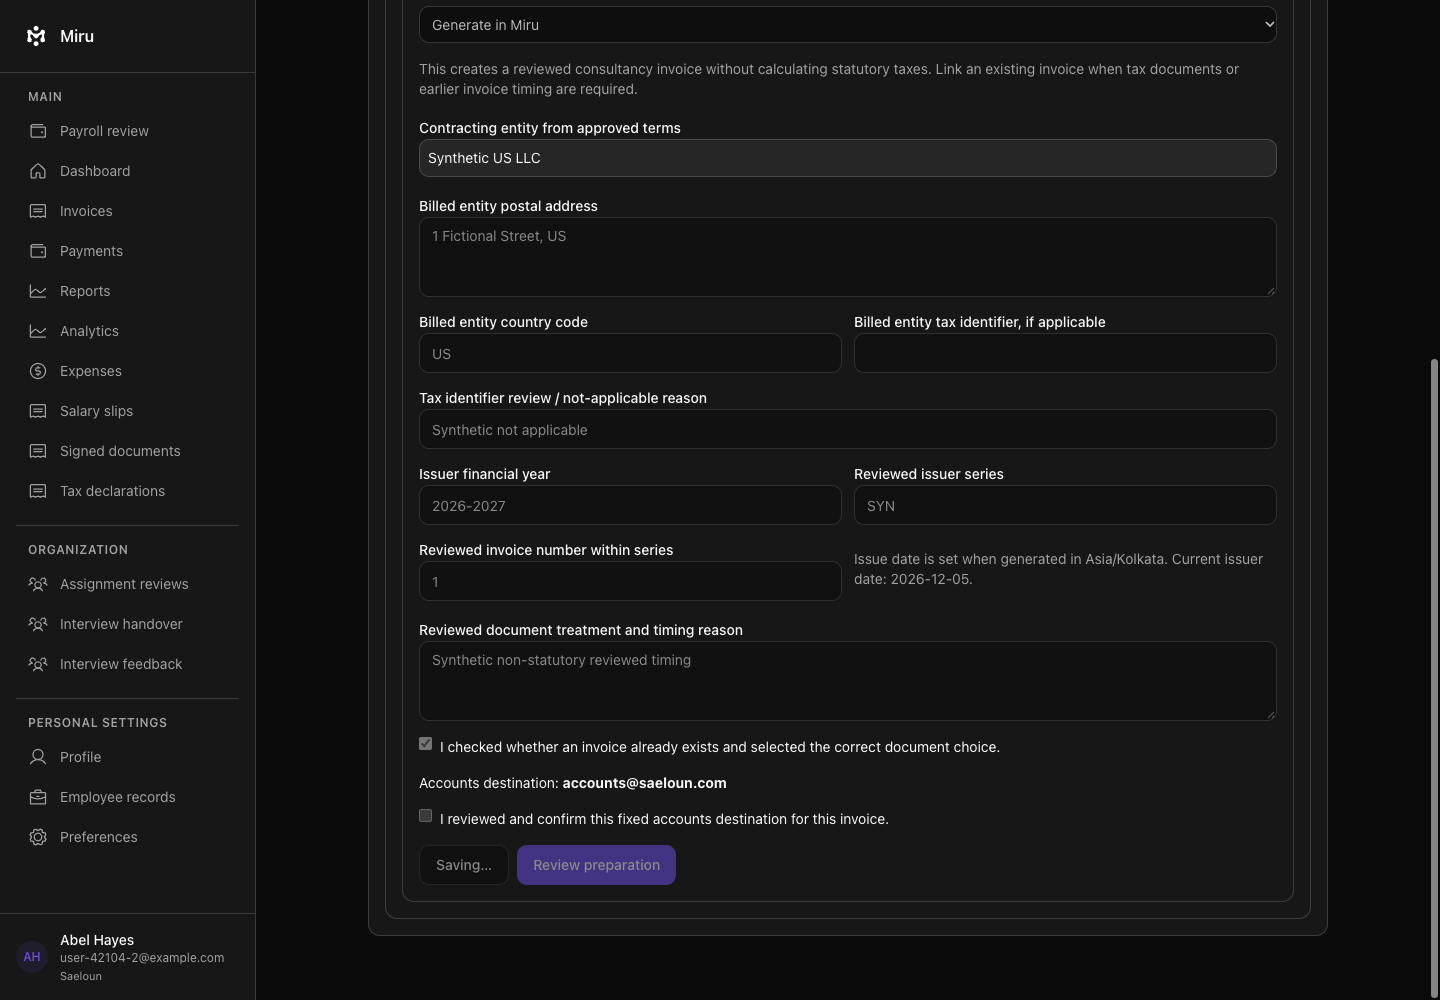 Miru
MAIN
Payroll review
Dashboard
Invoices
Payments
Reports
Analytics
Expenses
Salary slips
Signed documents
Tax declarations
ORGANIZATION
Assignment reviews
Interview handover
Interview feedback
PERSONAL SETTINGS
Profile
Employee records
Preferences
AH
Abel Hayes
user-42104-2@example.com
Saeloun
Generate in Miru
This creates a reviewed consultancy invoice without calculating statutory taxes. Link an existing invoice when tax documents or
earlier invoice timing are required.
Contracting entity from approved terms
Synthetic US LLC
Billed entity postal address
1 Fictional Street, US
Billed entity country code
US
Billed entity tax identifier, if applicable
Tax identifier review / not-applicable reason
Synthetic not applicable
Issuer financial year
2026-2027
Reviewed issuer series
SYN
Reviewed invoice number within series
1
Issue date is set when generated in Asia/Kolkata. Current issuer
date: 2026-12-05.
Reviewed document treatment and timing reason
Synthetic non-statutory reviewed timing
I checked whether an invoice already exists and selected the correct document choice.
Accounts destination: accounts@saeloun.com
I reviewed and confirm this fixed accounts destination for this invoice.
Saving...
Review preparation